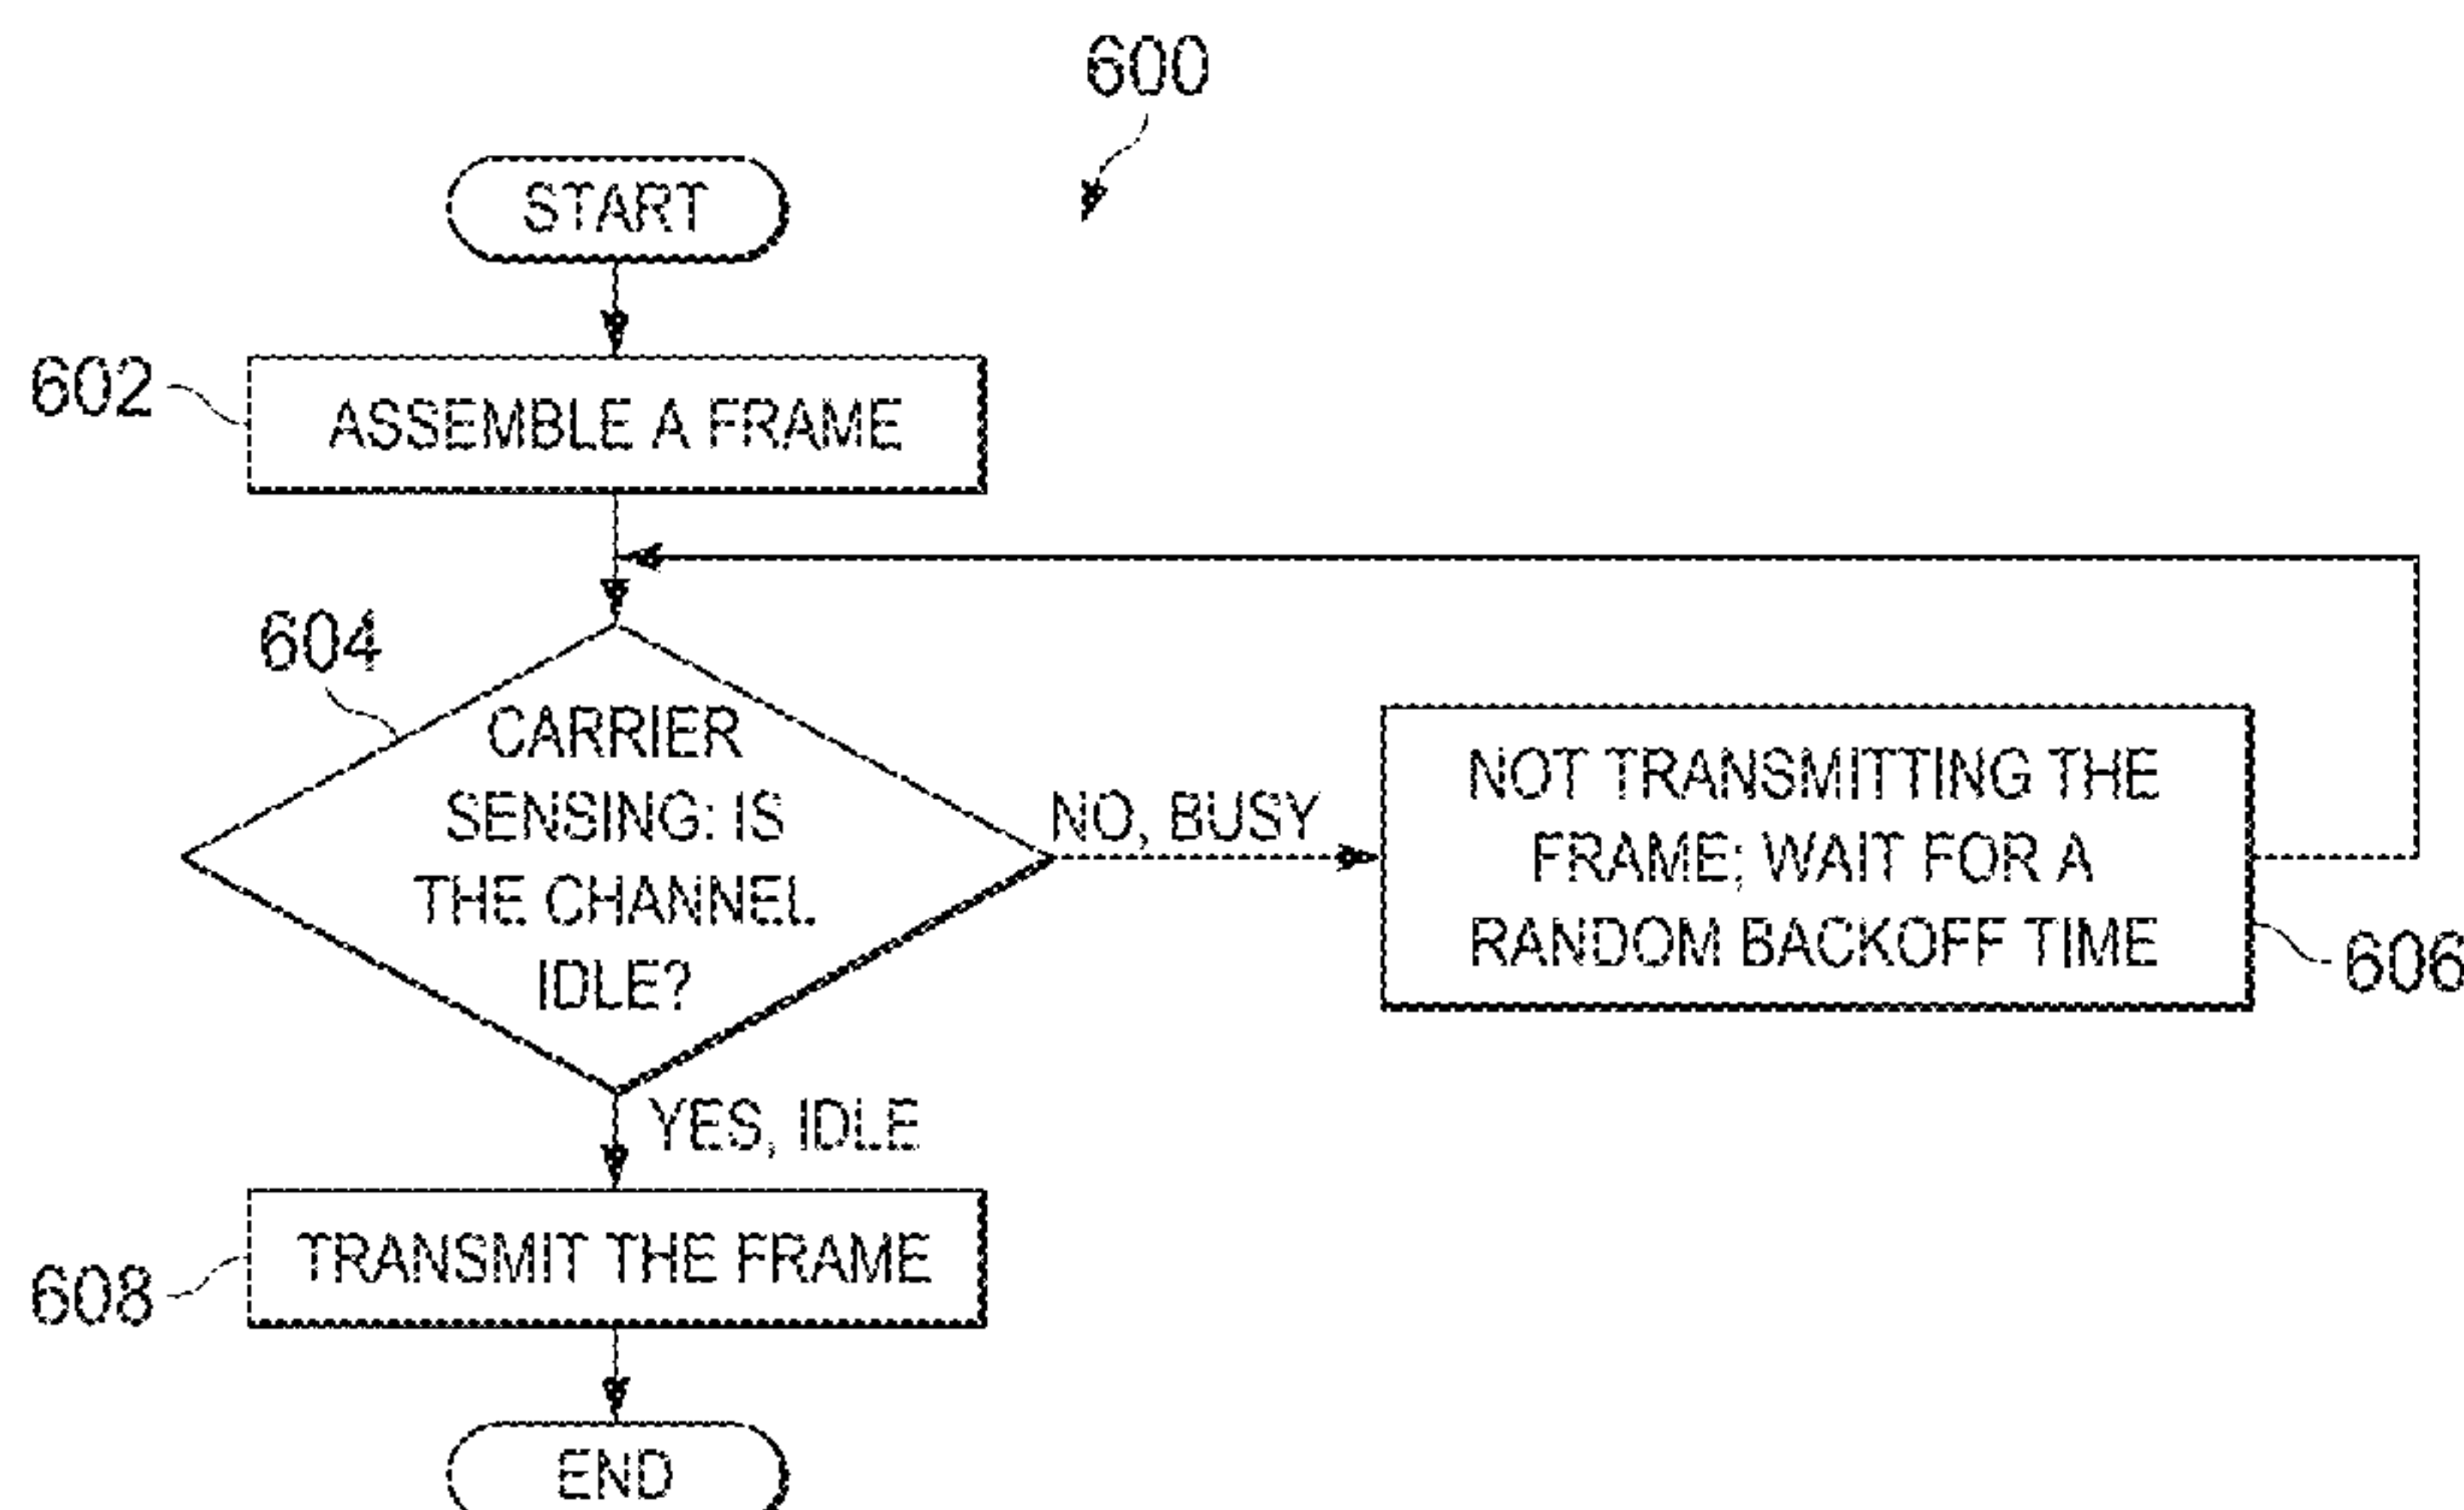 600
START
602
ASSEMBLE A FRAME
604
CARRIER
SENSING: IS
THE CHANNEL
IDLE?
NO, BUSY
NOT TRANSMITTING THE
FRAME; WAIT FOR A
RANDOM BACKOFF TIME
606
YES, IDLE
608
TRANSMIT THE FRAME
END